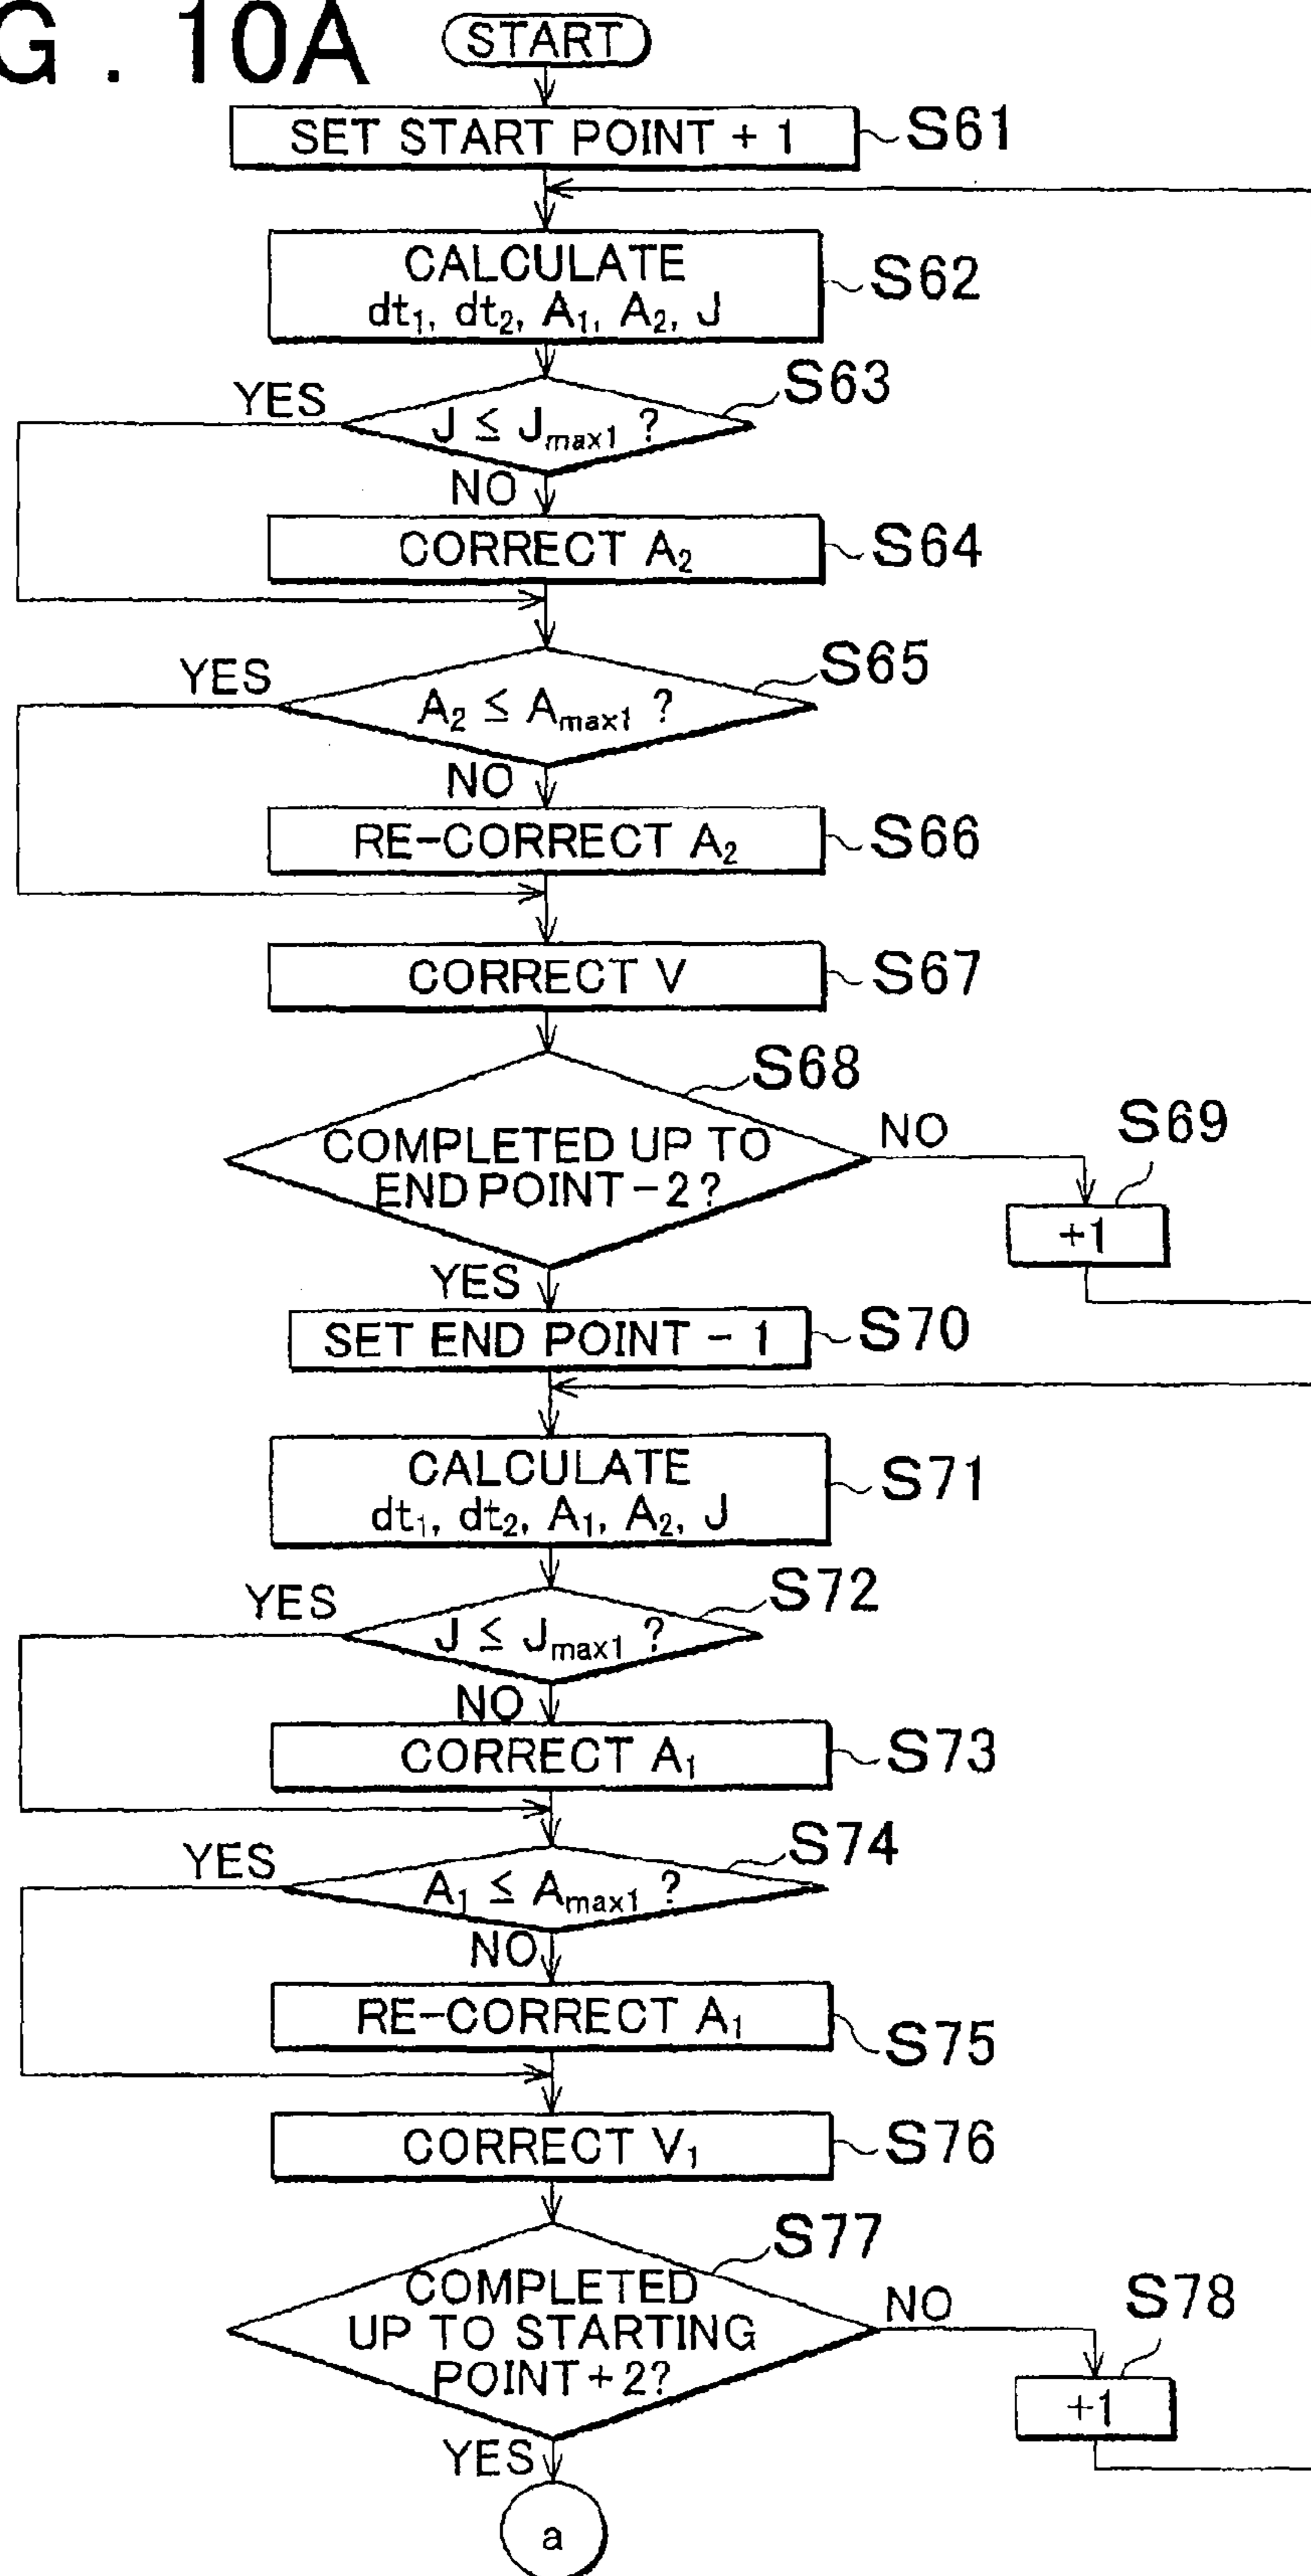 G . 10A
START
SET START POINT + 1
S61
CALCULATE
dt₁, dt₂, A₁, A₂, J
S62
J ≤ Jmax1 ?
S63
YES
NO
CORRECT A₂
S64
A₂ ≤ Amax1 ?
S65
YES
NO
RE-CORRECT A₂
S66
CORRECT V
S67
COMPLETED UP TO
END POINT - 2 ?
S68
NO
S69
+1
YES
SET END POINT - 1
S70
CALCULATE
dt₁, dt₂, A₁, A₂, J
S71
J ≤ Jmax1 ?
S72
YES
NO
CORRECT A₁
S73
A₁ ≤ Amax1 ?
S74
YES
NO
RE-CORRECT A₁
S75
CORRECT V₁
S76
COMPLETED
UP TO STARTING
POINT + 2?
S77
NO
S78
+1
YES
a